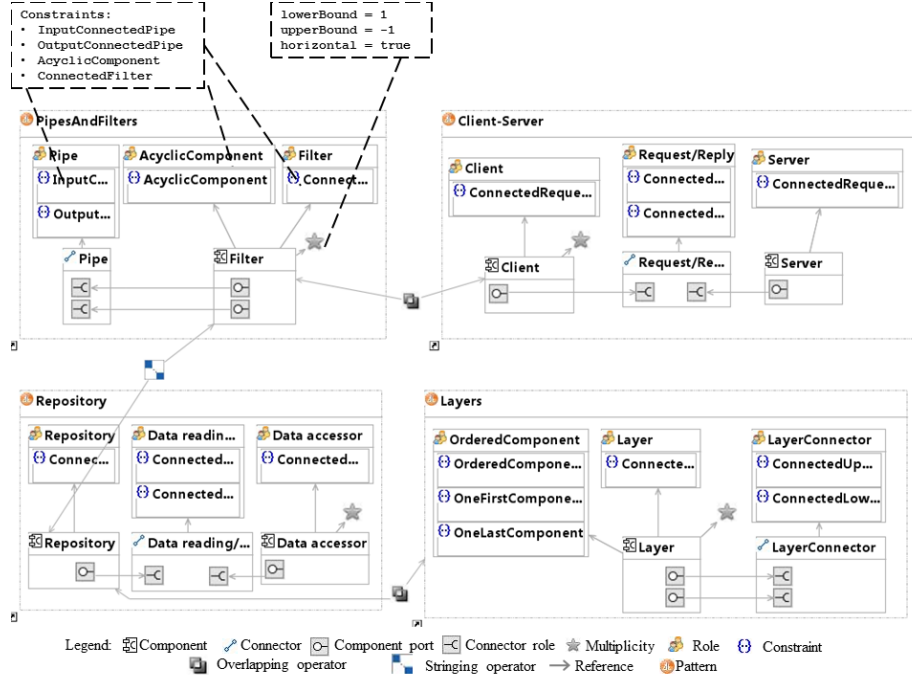 Constraints:
• InputConnectedPipe
• OutputConnectedPipe
• AcyclicComponent
• ConnectedFilter
lowerBound = 1
upperBound = -1
horizontal = true
PipesAndFilters
Pipe
InputC...
Output...
AcyclicComponent
AcyclicComponent
Filter
Connect...
Pipe
Filter
Client-Server
Client
ConnectedReque...
Request/Reply
Connected...
Connected...
Server
ConnectedReque...
Client
Request/Re...
Server
Repository
Repository
Connec...
Data readin...
Connected...
Connected...
Data accessor
Connected...
Repository
Data reading/...
Data accessor
Layers
OrderedComponent
OrderedCompone...
OneFirstCompone...
OneLastComponent
Layer
Connecte...
LayerConnector
ConnectedUp...
ConnectedLow...
Layer
LayerConnector
Legend: Component Connector Component port Connector role Multiplicity Role Constraint
Overlapping operator Stringing operator Reference Pattern